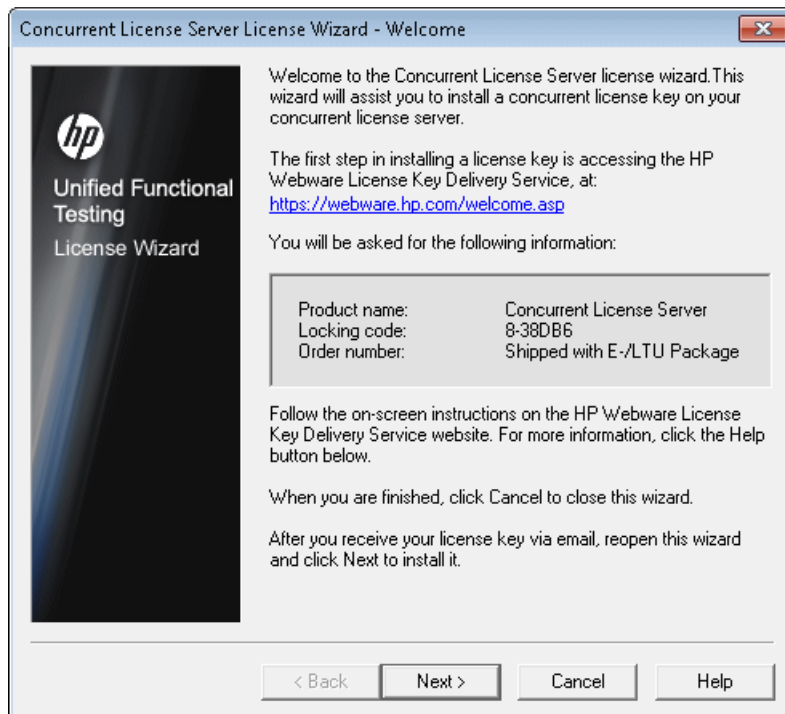 Concurrent License Server License Wizard - Welcome
hp
Unified Functional
Testing
License Wizard
Welcome to the Concurrent License Server license wizard.This
wizard will assist you to install a concurrent license key on your
concurrent license server.
The first step in installing a license key is accessing the HP
Webware License Key Delivery Service, at:
https://webware.hp.com/welcome.asp
You will be asked for the following information:
Product name: Concurrent License Server
Locking code: 8-38DB6
Order number: Shipped with E-/LTU Package
Follow the on-screen instructions on the HP Webware License
Key Delivery Service website. For more information, click the Help
button below.
When you are finished, click Cancel to close this wizard.
After you receive your license key via email, reopen this wizard
and click Next to install it.
< Back Next > Cancel Help